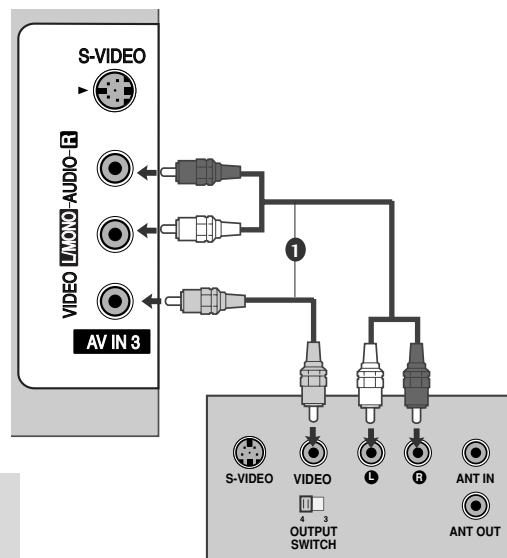 S-VIDEO
VIDEO L/MONO-AUDIO-R
AV IN 3
1
S-VIDEO VIDEO L R ANT IN
4 3
OUTPUT
SWITCH
ANT OUT